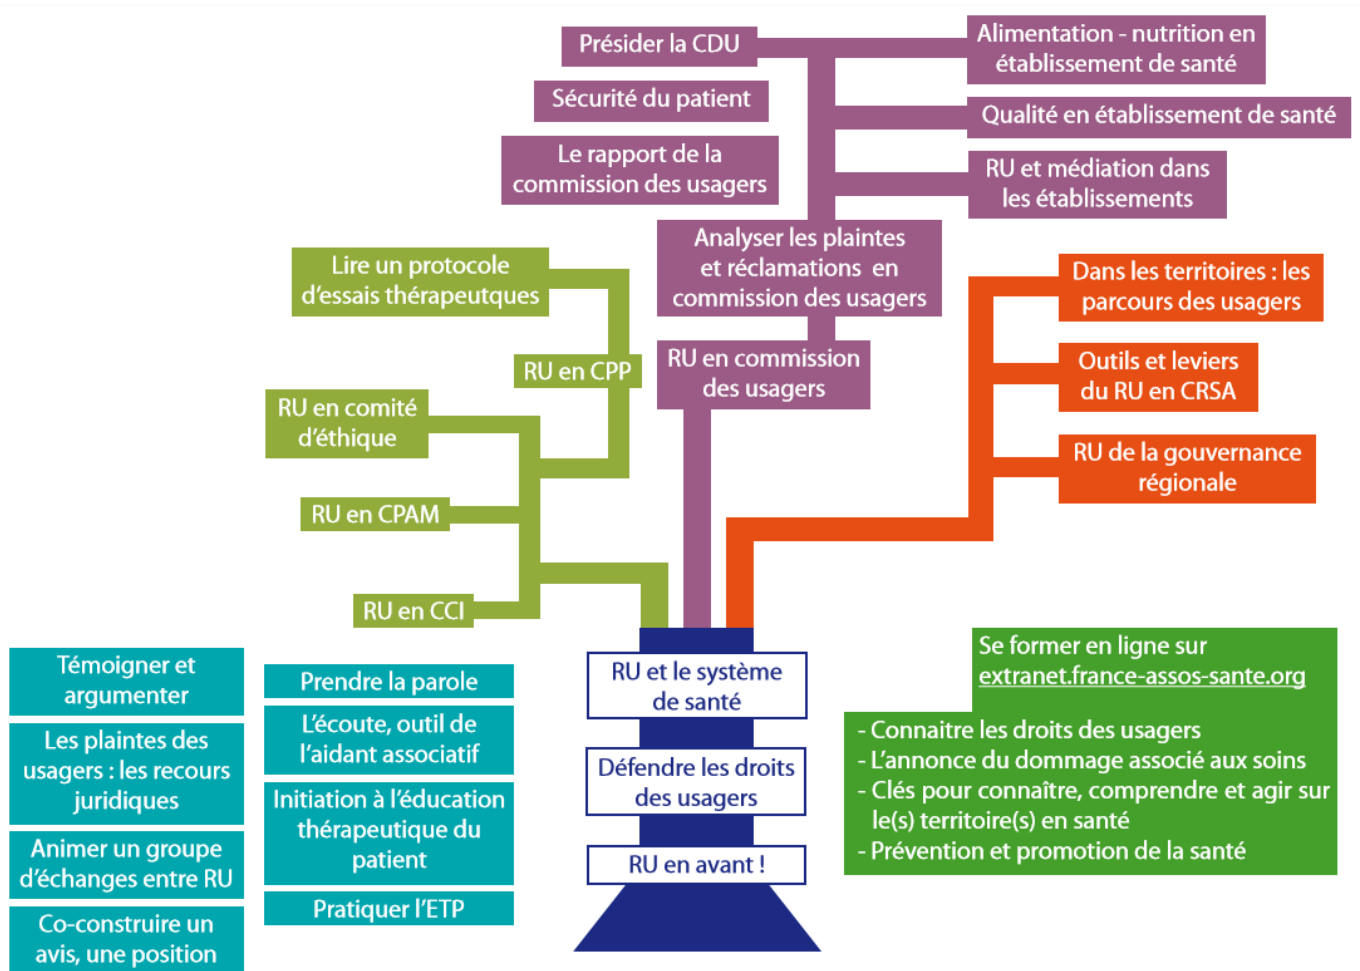 Présider la CDU
Alimentation - nutrition en
établissement de santé
Sécurité du patient
Qualité en établissement de santé
Le rapport de la
commission des usagers
RU et médiation dans
les établissements
Analyser les plaintes
et réclamations  en
commission des usagers
Lire un protocole
d'essais thérapeutques
Dans les territoires : les
parcours des usagers
RU en CPP
RU en commission
des usagers
Outils et leviers
du RU en CRSA
RU en comité
d'éthique
RU de la gouvernance
régionale
RU en CPAM
RU en CCI
Témoigner et
argumenter
Les plaintes des
usagers : les recours
juridiques
Animer un groupe
d'échanges entre RU
Co-construire un
avis, une position
Prendre la parole
L'écoute, outil de
l'aidant associatif
Initiation à l'éducation
thérapeutique du
patient
Pratiquer l'ETP
RU et le système
de santé
Défendre les droits
des usagers
RU en avant !
Se former en ligne sur
extranet.france-assos-sante.org
- Connaitre les droits des usagers
- L'annonce du dommage associé aux soins
- Clés pour connaître, comprendre et agir sur
le(s) territoire(s) en santé
- Prévention et promotion de la santé